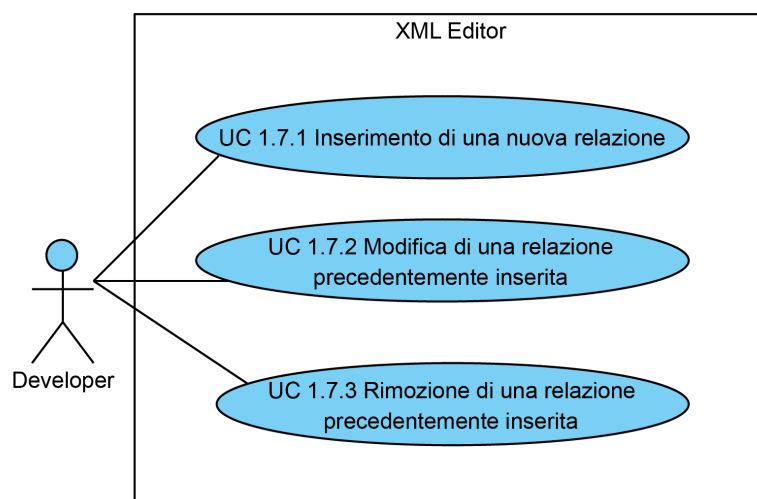 XML Editor
UC 1.7.1 Inserimento di una nuova relazione
UC 1.7.2 Modifica di una relazione
precedentemente inserita
Developer
UC 1.7.3 Rimozione di una relazione
precedentemente inserita